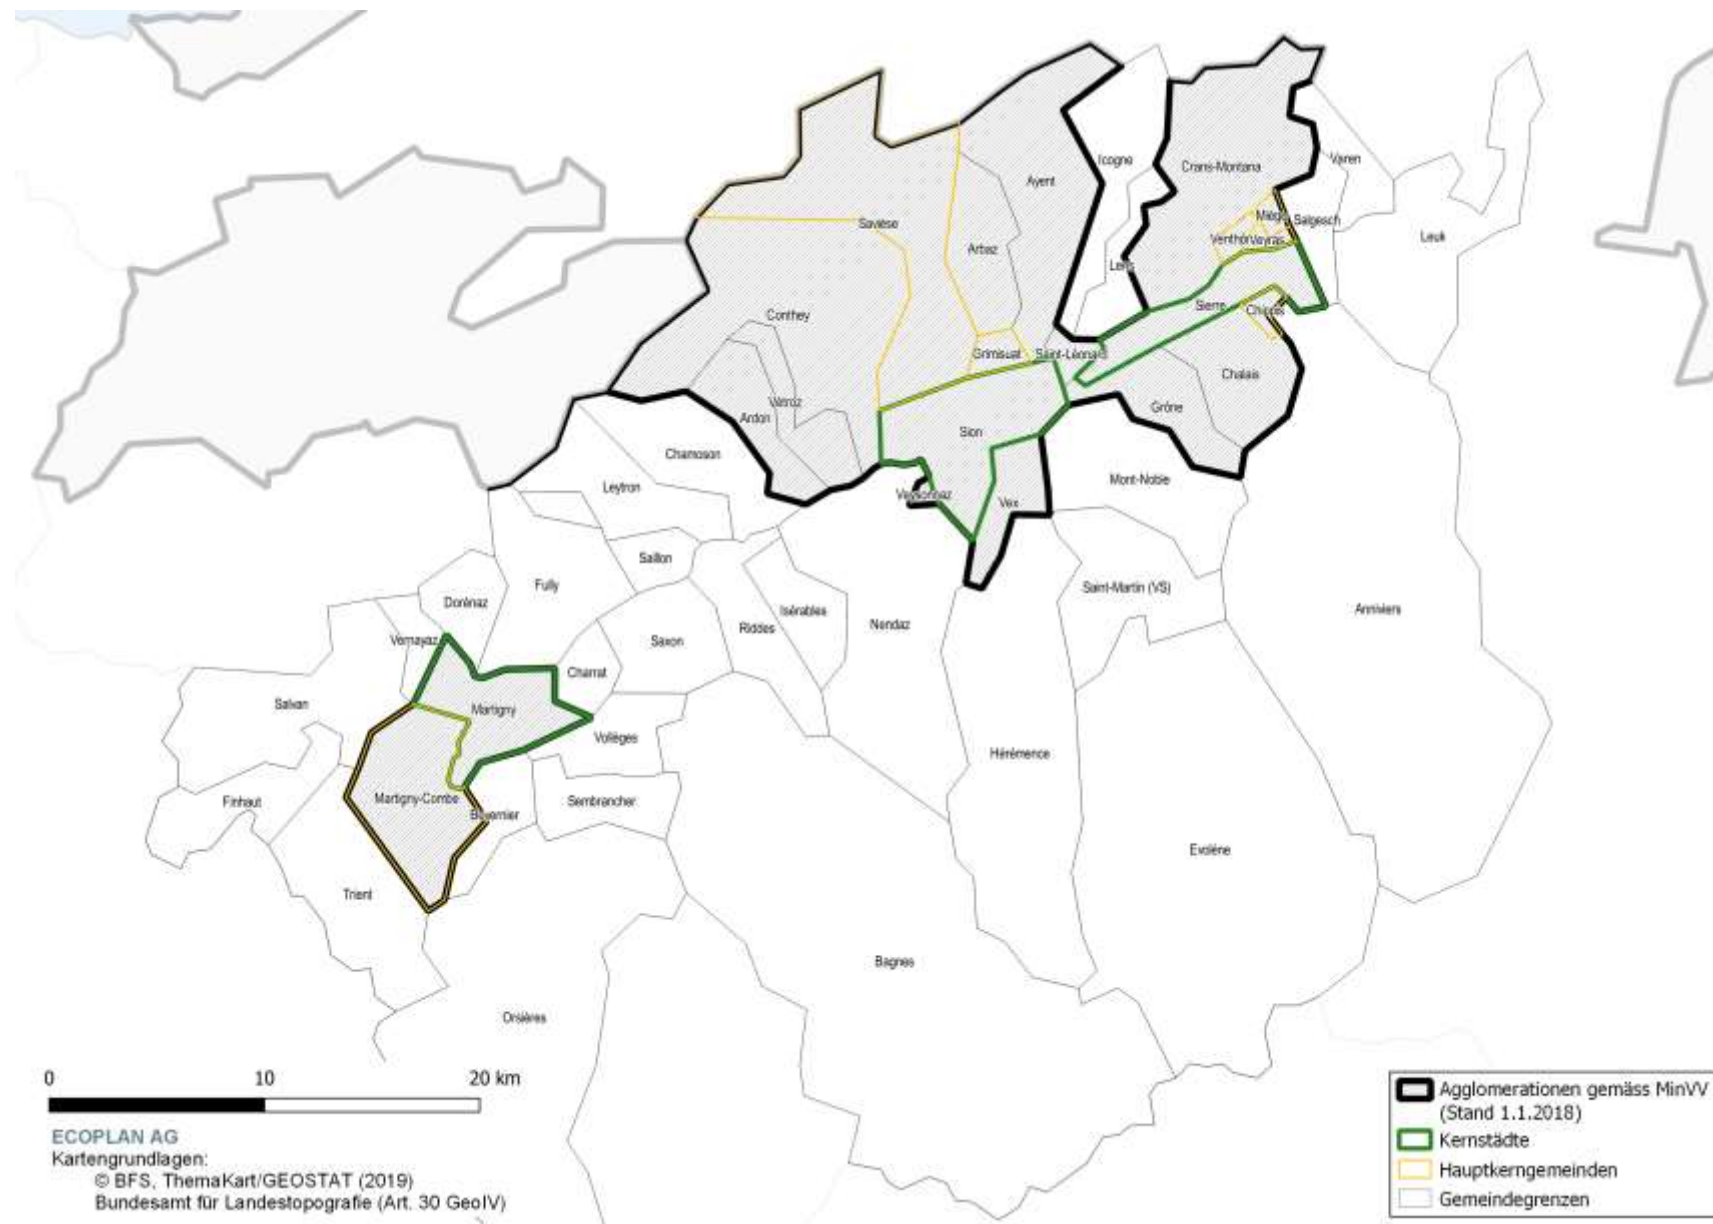 Icogne
Varen
Crans-Montana
Ayent
Miège
Salgesch
Savièse
Venthône
Veyras
Leuk
Arbaz
Lens
Conthey
Sierre
Chippis
Grimisuat
Saint-Léonard
Chalais
Vétroz
Grône
Ardon
Sion
Chamoson
Mont-Noble
Leytron
Veysonnaz
Vex
Saillon
Fully
Saint-Martin (VS)
Dorénaz
Isérables
Anniviers
Nendaz
Riddes
Vernayaz
Saxon
Charrat
Salvan
Martigny
Vollèges
Hérémence
Finhaut
Martigny-Combe
Sembrancher
Bovernier
Evolène
Trient
Bagnes
Orsières
0 10 20 km
ECOPLAN AG
Kartengrundlagen:
© BFS, ThemaKart/GEOSTAT (2019)
Bundesamt für Landestopografie (Art. 30 GeoIV)
Agglomerationen gemäss MinVV
(Stand 1.1.2018)
Kernstädte
Hauptkerngemeinden
Gemeindegrenzen